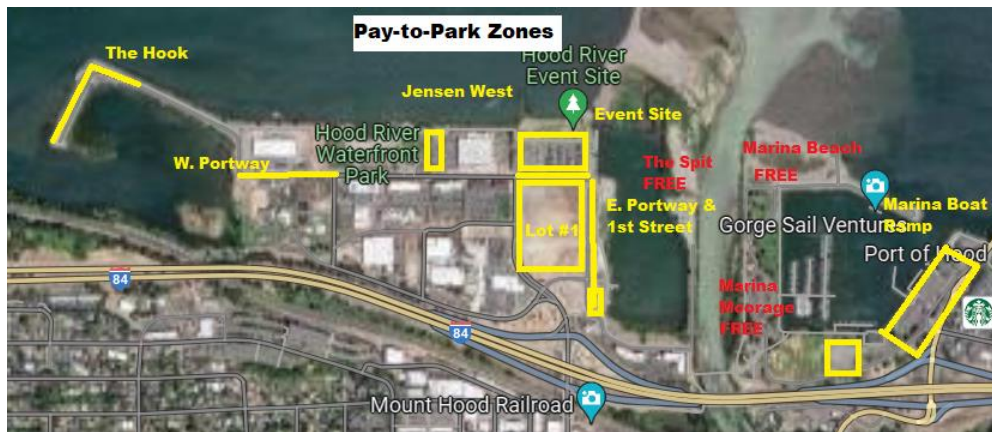 Pay-to-Park Zones
The Hook
Hood River
Event Site
Jensen West
Event Site
Hood River
Waterfront
Park
W. Portway
The Spit
FREE
Marina Beach
FREE
E. Portway &
1st Street
Lot #1
Gorge Sail Ventures
Marina Boat
Ramp
Port of Hood
Marina
Moorage
FREE
84
84
Mount Hood Railroad